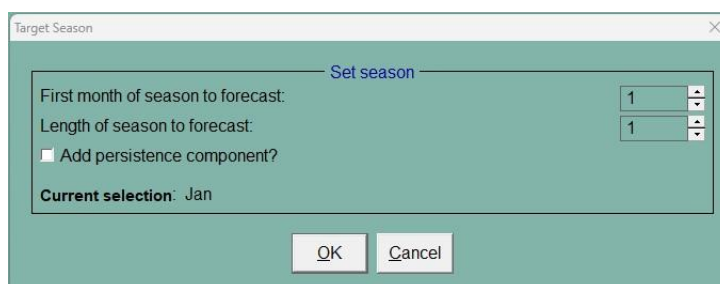 Target Season
Set season
First month of season to forecast: 1
Length of season to forecast: 1
Add persistence component?
Current selection: Jan
OK Cancel